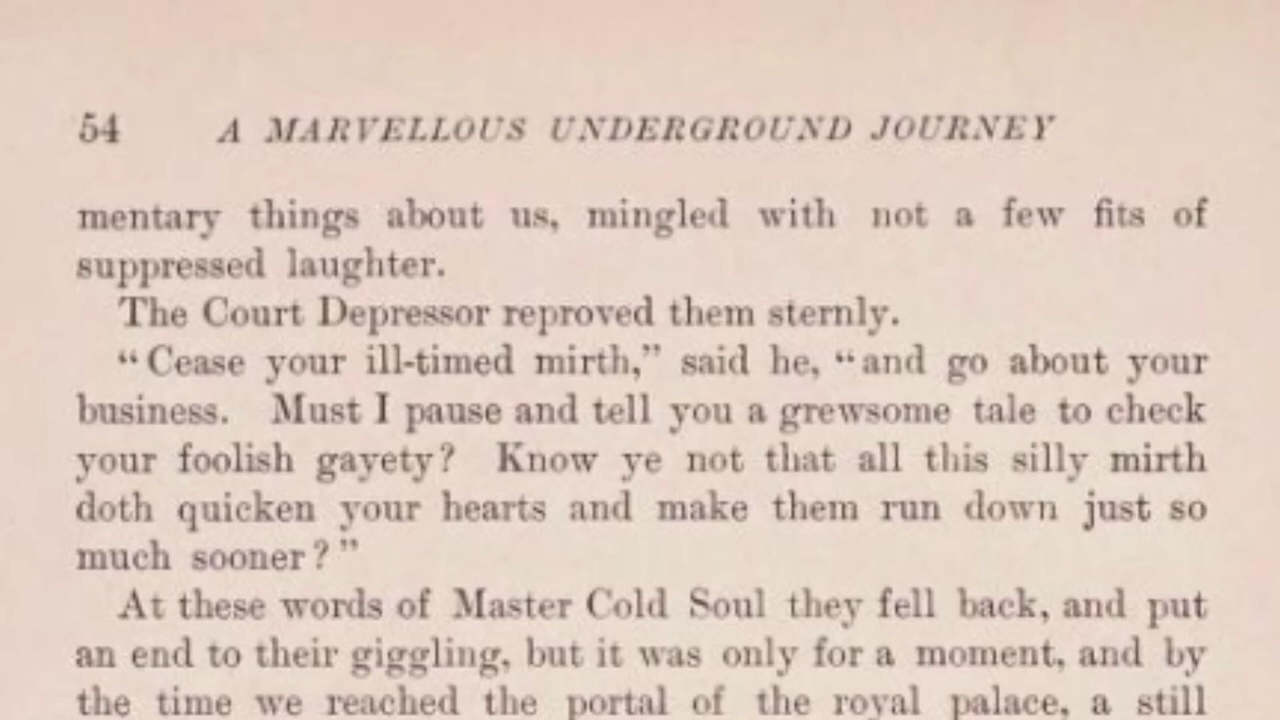 54 A MARVELLOUS UNDERGROUND JOURNEY
mentary things about us, mingled with not a few fits of
suppressed laughter.
The Court Depressor reproved them sternly.
“Cease your ill-timed mirth,” said he, “and go about your
business. Must I pause and tell you a grewsome tale to check
your foolish gayety? Know ye not that all this silly mirth
doth quicken your hearts and make them run down just so
much sooner?”
At these words of Master Cold Soul they fell back, and put
an end to their giggling, but it was only for a moment, and by
the time we reached the portal of the royal palace, a still